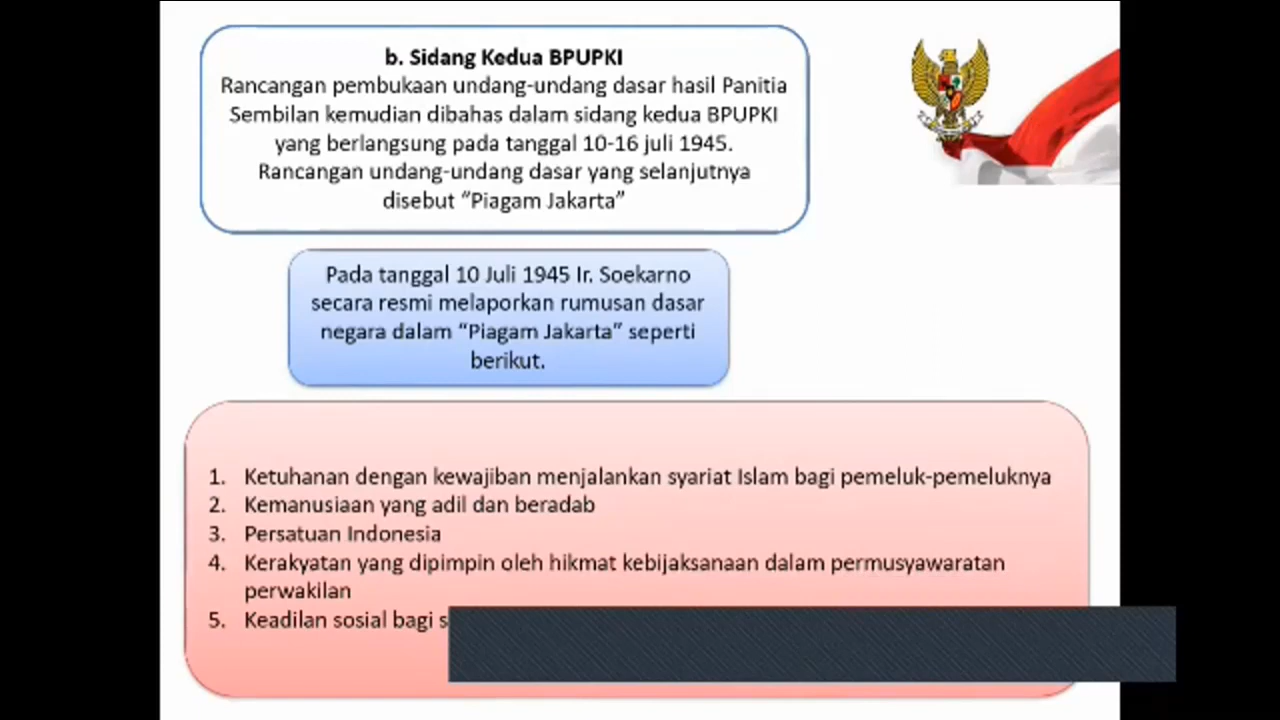 b. Sidang Kedua BPUPKI
Rancangan pembukaan undang-undang dasar hasil Panitia
Sembilan kemudian dibahas dalam sidang kedua BPUPKI
yang berlangsung pada tanggal 10-16 juli 1945.
Rancangan undang-undang dasar yang selanjutnya
disebut “Piagam Jakarta”
Pada tanggal 10 Juli 1945 Ir. Soekarno
secara resmi melaporkan rumusan dasar
negara dalam “Piagam Jakarta” seperti
berikut.
1. Ketuhanan dengan kewajiban menjalankan syariat Islam bagi pemeluk-pemeluknya
2. Kemanusiaan yang adil dan beradab
3. Persatuan Indonesia
4. Kerakyatan yang dipimpin oleh hikmat kebijaksanaan dalam permusyawaratan
perwakilan
5. Keadilan sosial bagi